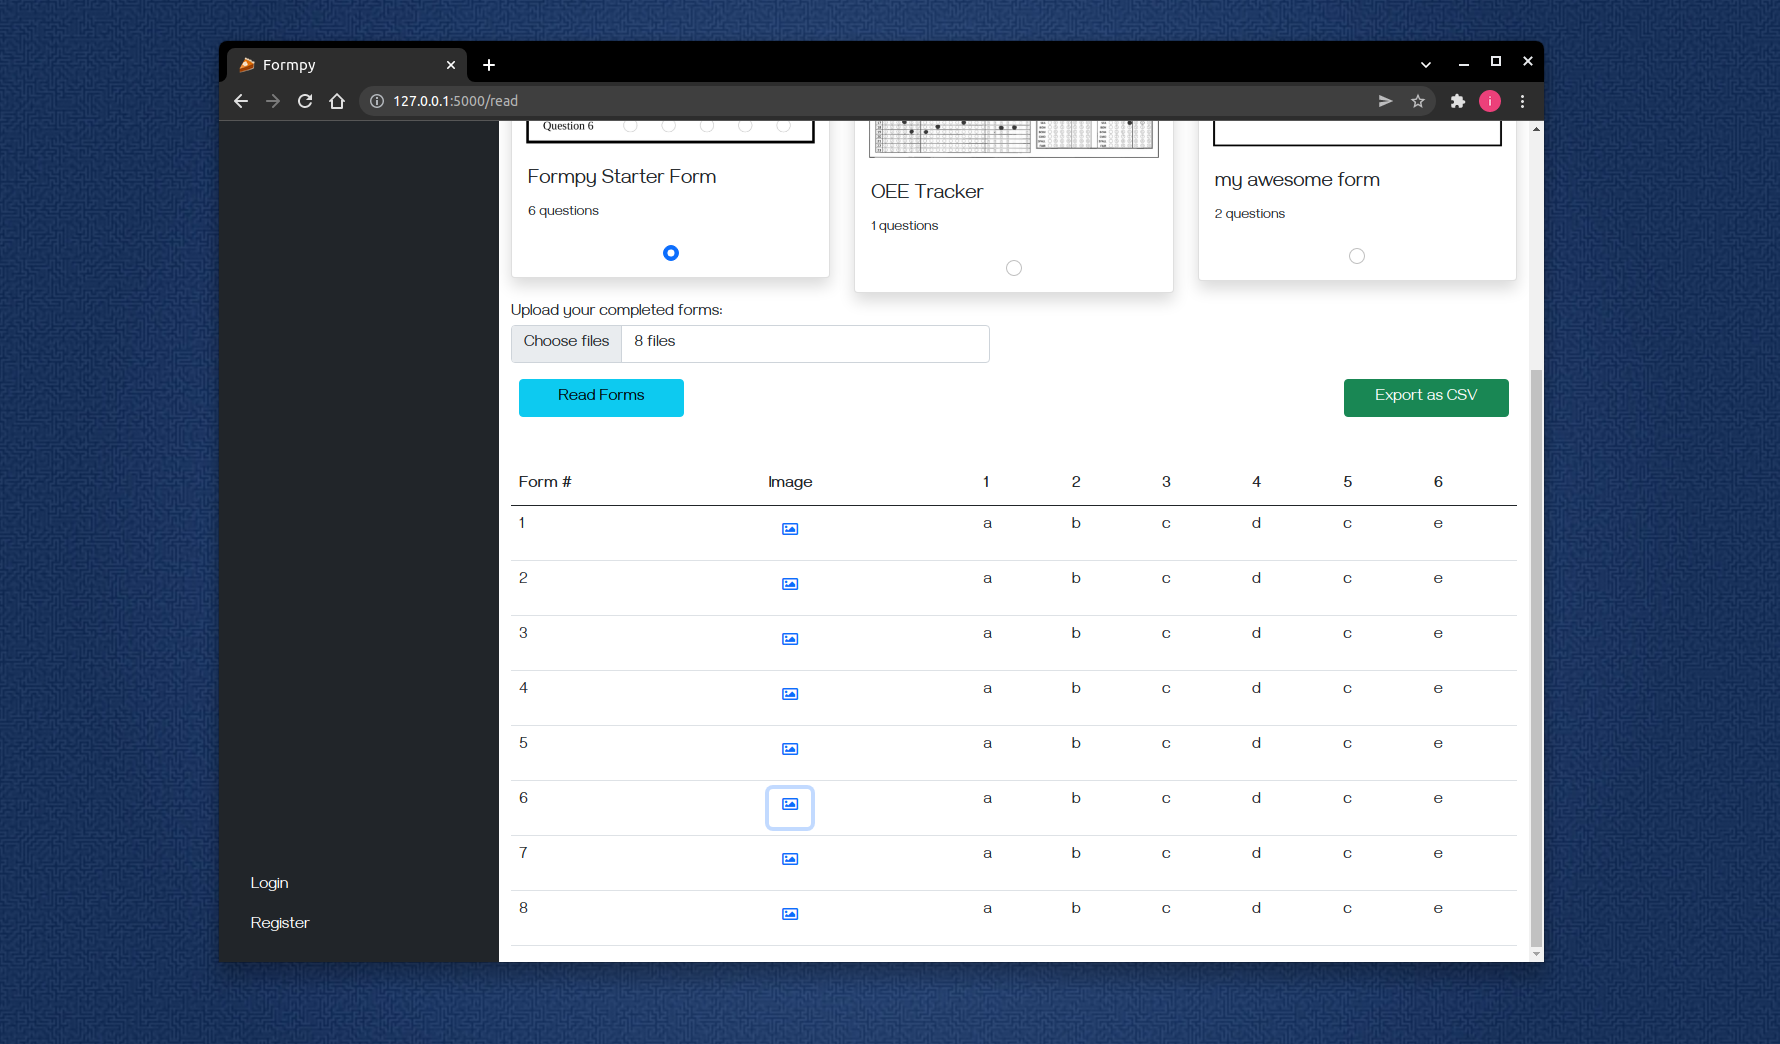 Formpy
127.0.0.1:5000/read
i
Question 6
Formpy Starter Form
6 questions
OEE Tracker
1 questions
my awesome form
2 questions
Upload your completed forms:
Choose files 8 files
Read Forms Export as CSV
Form # Image 1 2 3 4 5 6
1 a b c d c e
2 a b c d c e
3 a b c d c e
4 a b c d c e
5 a b c d c e
6 a b c d c e
7 a b c d c e
8 a b c d c e
Login
Register